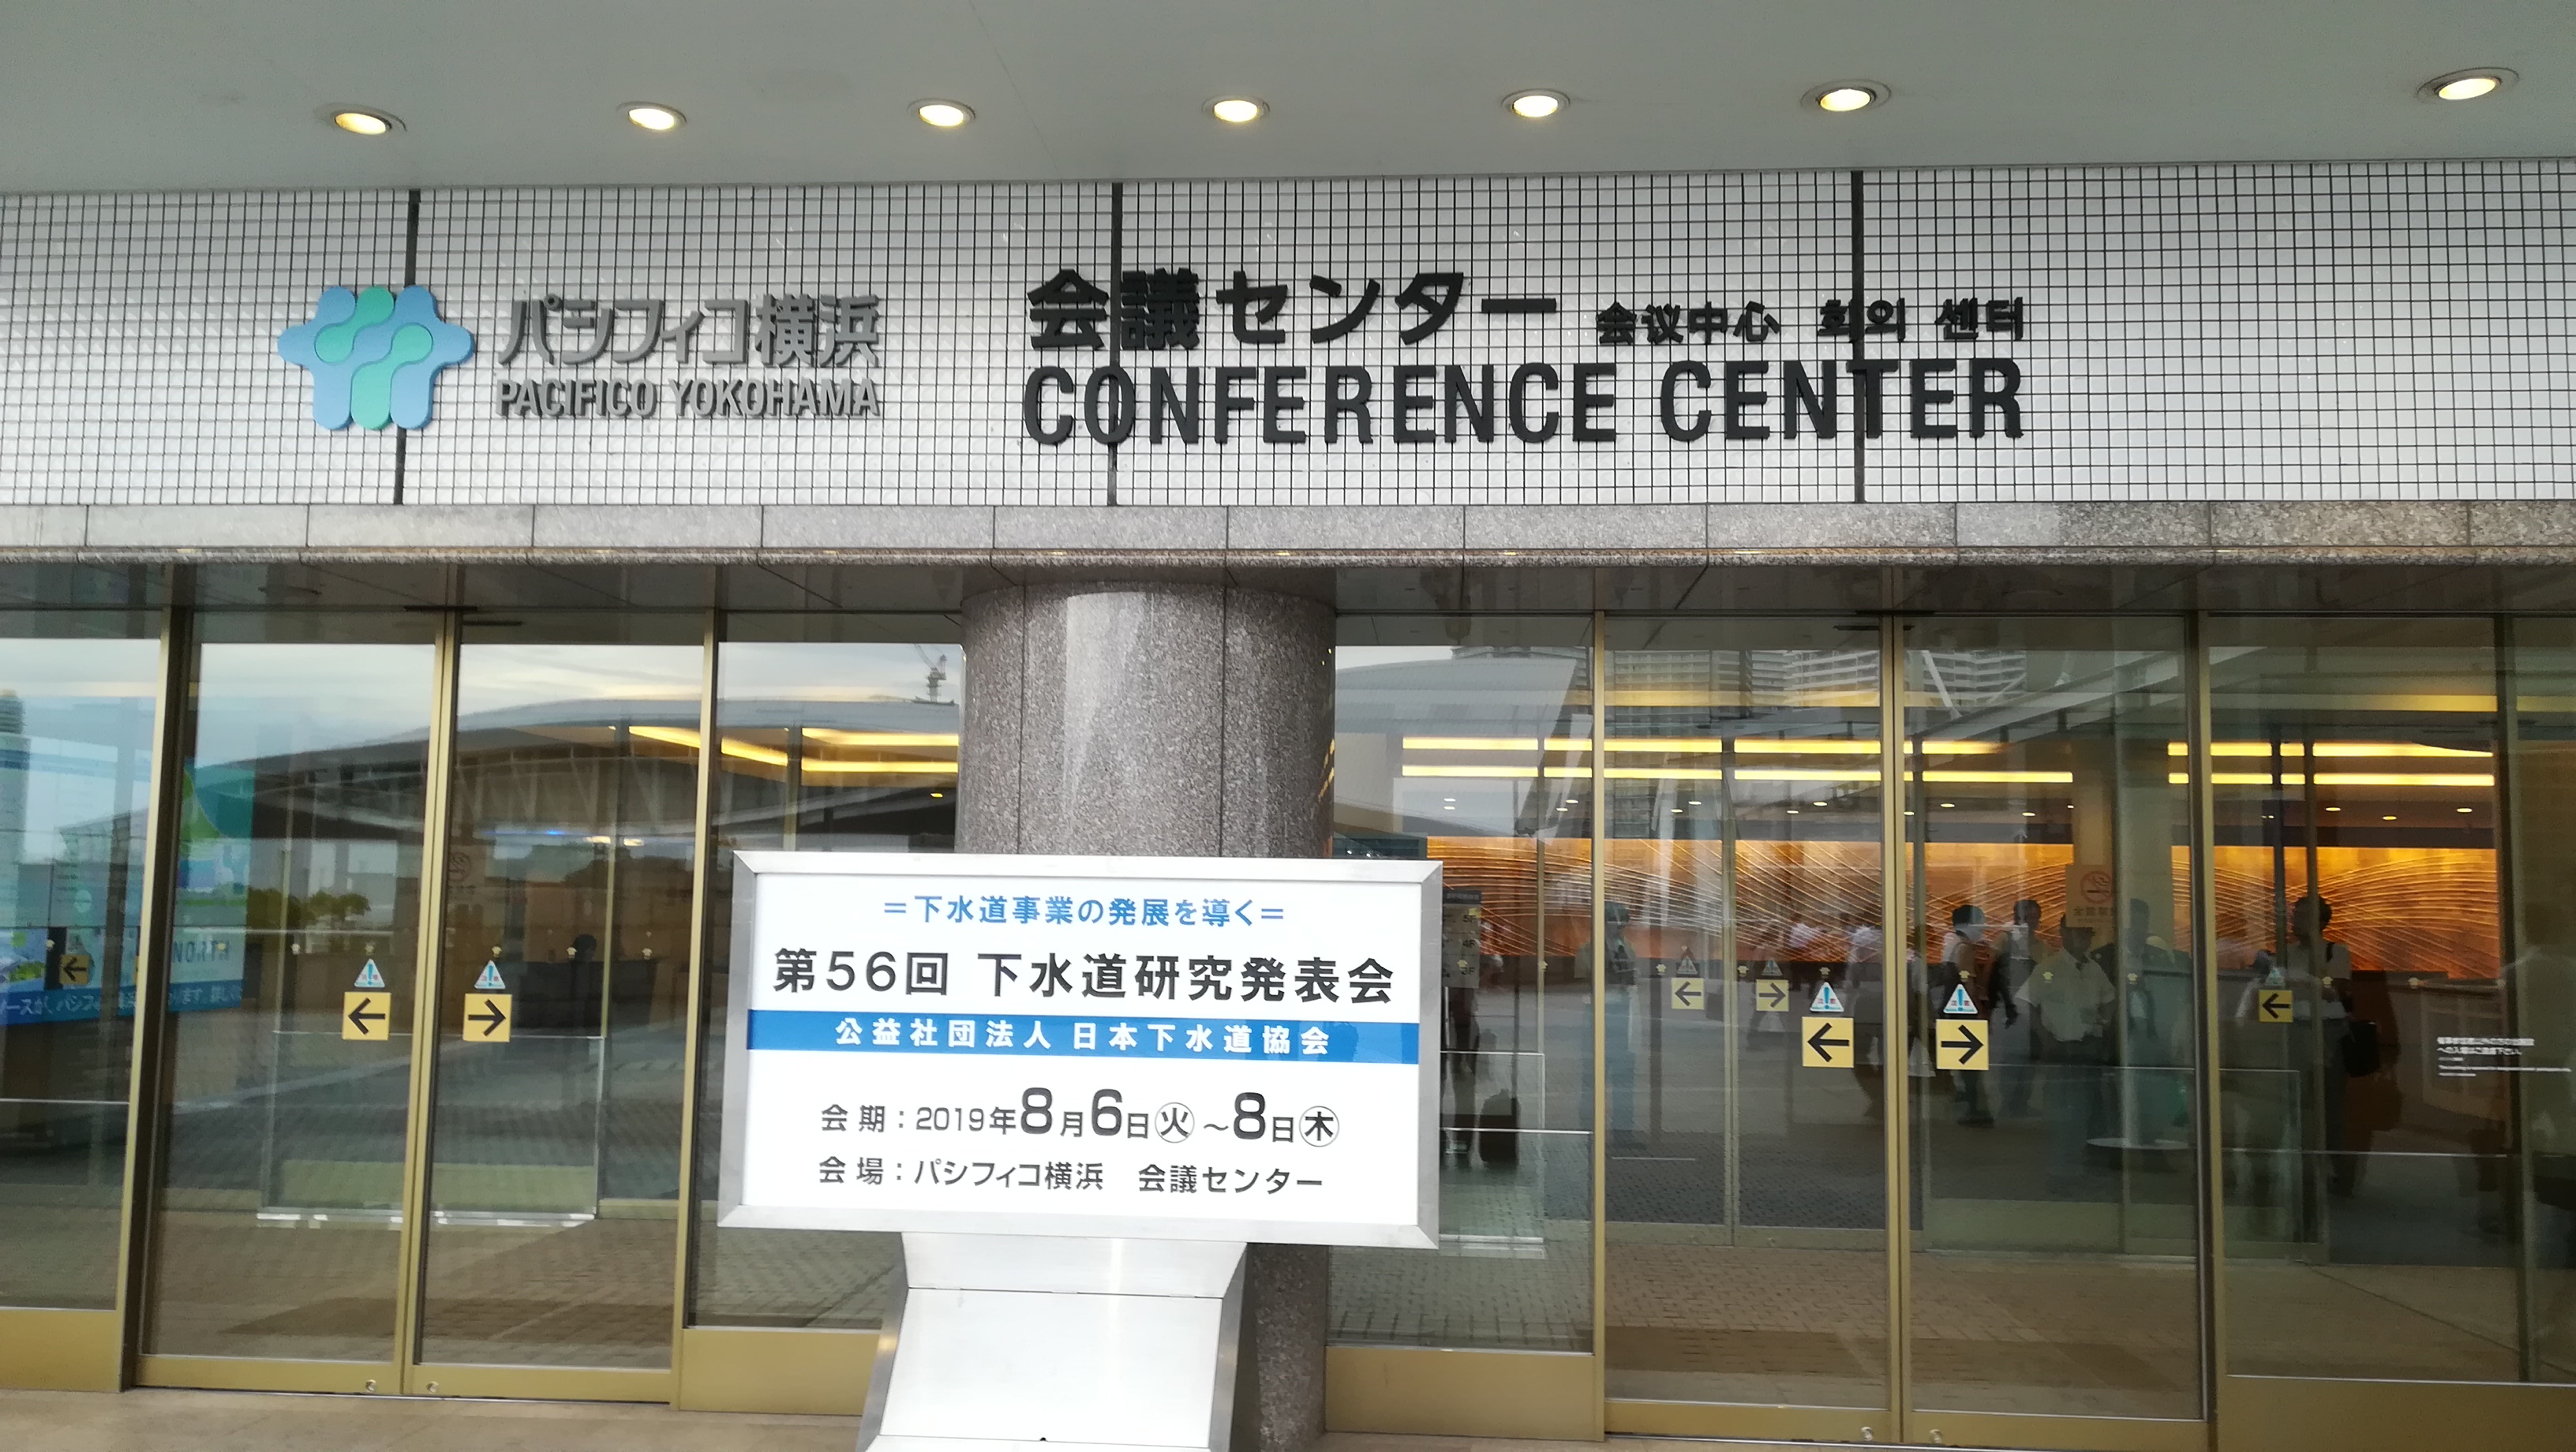 パシフィコ横浜
PACIFICO YOKOHAMA
会議センター 会议中心 회의 센터
CONFERENCE CENTER
=下水道事業の発展を導く=
第56回 下水道研究発表会
公益社団法人 日本下水道協会
会期:2019年8月6日㊋~8日㊍
会場:パシフィコ横浜 会議センター